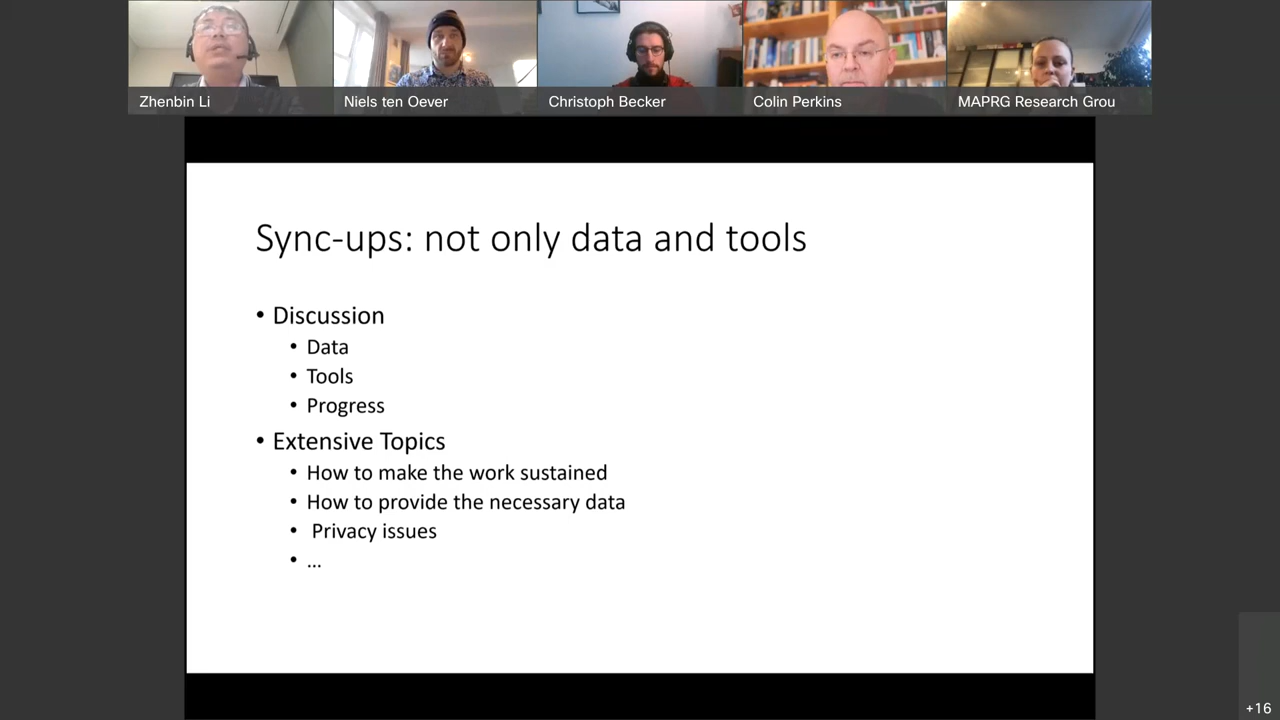 Zhenbin Li
Niels ten Oever
Christoph Becker
Colin Perkins
MAPRG Research Grou
Sync-ups: not only data and tools
• Discussion
• Data
• Tools
• Progress
• Extensive Topics
• How to make the work sustained
• How to provide the necessary data
• Privacy issues
• ...
+16